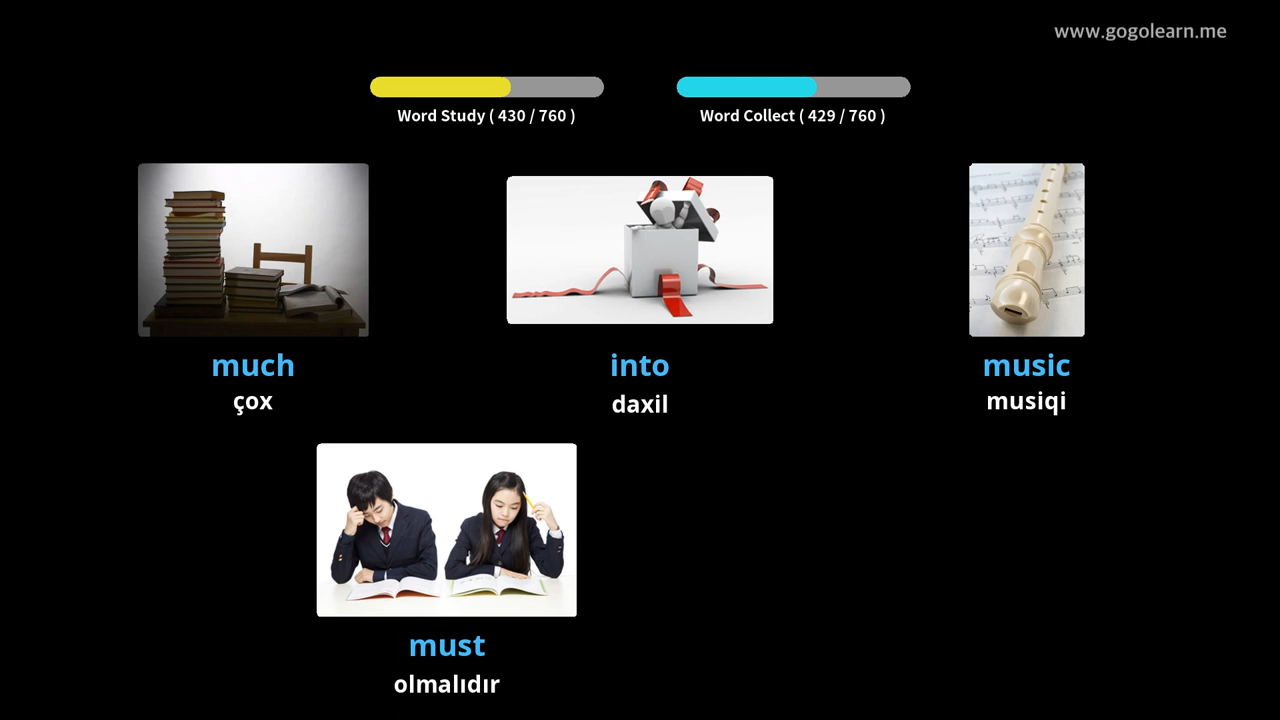 www.gogolearn.me
Word Study ( 430 / 760 )
Word Collect ( 429 / 760 )
much
çox
into
daxil
music
musiqi
must
olmalıdır